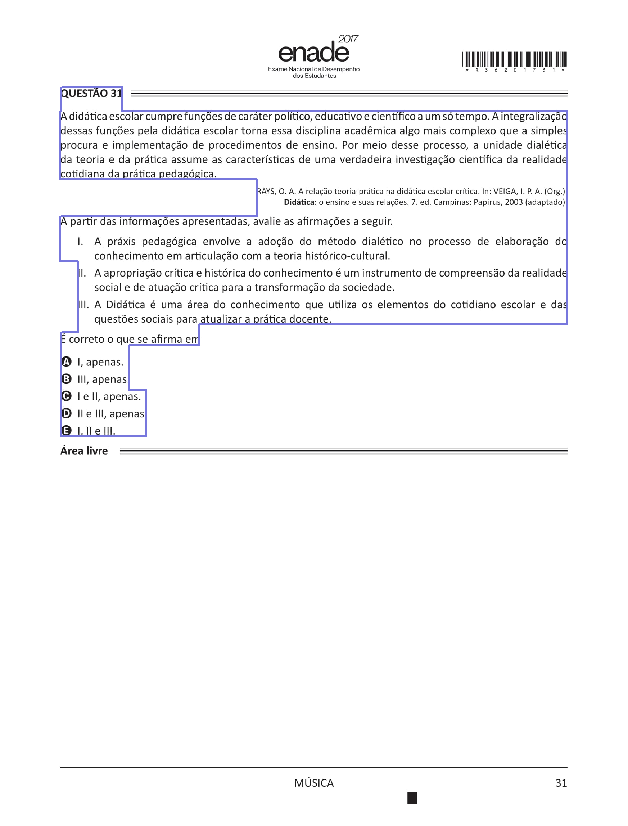 enade 2017
Exame Nacional de Desempenho
dos Estudantes
*R3620173 1*
QUESTÃO 31
A didática escolar cumpre funções de caráter político, educativo e científico a um só tempo. A integralização
dessas funções pela didática escolar torna essa disciplina acadêmica algo mais complexo que a simples
procura e implementação de procedimentos de ensino. Por meio desse processo, a unidade dialética
da teoria e da prática assume as características de uma verdadeira investigação científica da realidade
cotidiana da prática pedagógica.
RAYS, O. A. A relação teoria-prática na didática escolar crítica. In: VEIGA, I. P. A. (Org.)
Didática: o ensino e suas relações. 7. ed. Campinas: Papirus, 2003 (adaptado)
A partir das informações apresentadas, avalie as afirmações a seguir.
I. A práxis pedagógica envolve a adoção do método dialético no processo de elaboração do
conhecimento em articulação com a teoria histórico-cultural.
II. A apropriação crítica e histórica do conhecimento é um instrumento de compreensão da realidade
social e de atuação crítica para a transformação da sociedade.
III. A Didática é uma área do conhecimento que utiliza os elementos do cotidiano escolar e das
questões sociais para atualizar a prática docente.
É correto o que se afirma em
A I, apenas.
B III, apenas
C I e II, apenas.
D II e III, apenas
E I, II e III.
Área livre
MÚSICA
31